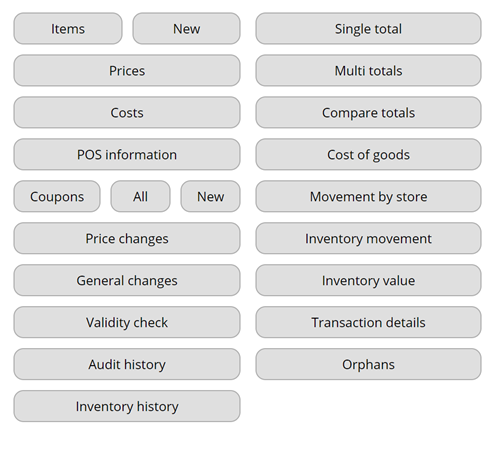 Items New
Prices
Costs
POS information
Coupons All New
Price changes
General changes
Validity check
Audit history
Inventory history
Single total
Multi totals
Compare totals
Cost of goods
Movement by store
Inventory movement
Inventory value
Transaction details
Orphans